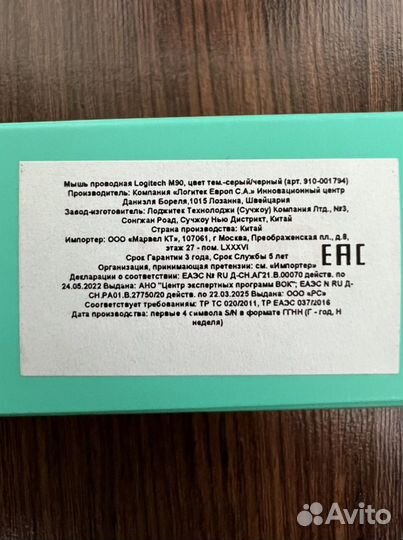 Мышь проводная Logitech M90, цвет тем.-серый/черный (арт. 910-001794)
Производитель: Компания «Логитек Европ С.А.» Инновационный центр
Даниэля Бореля,1015 Лозанна, Швейцария
Завод-изготовитель: Лоджитек Технолоджи (Сучжоу) Компания Лтд., №3,
Сонгжан Роад, Сучжоу Нью Дистрикт, Китай
Страна производства: Китай
Импортер: ООО «Марвел КТ», 107061, г Москва, Преображенская пл., д.8,
этаж 27 - пом. LXXXVI
Срок Гарантии 3 года, Срок Службы 5 лет
Организация, принимающая претензии: см. «Импортер»
Декларации о соответствии: ЕАЭС N RU Д-CH.АГ21.В.00070 действ. по
24.05.2022 Выдана: АНО "Центр экспертных программ ВОК"; ЕАЭС N RU Д-
CH.РА01.В.27750/20 действ. по 22.03.2025 Выдана: ООО «РС»
Соответствует требованиям: ТР ТС 020/2011, ТР ЕАЭС 037/2016
Дата производства: первые 4 символа S/N в формате ГГНН (Г - год, Н
неделя)
EAC
Avito